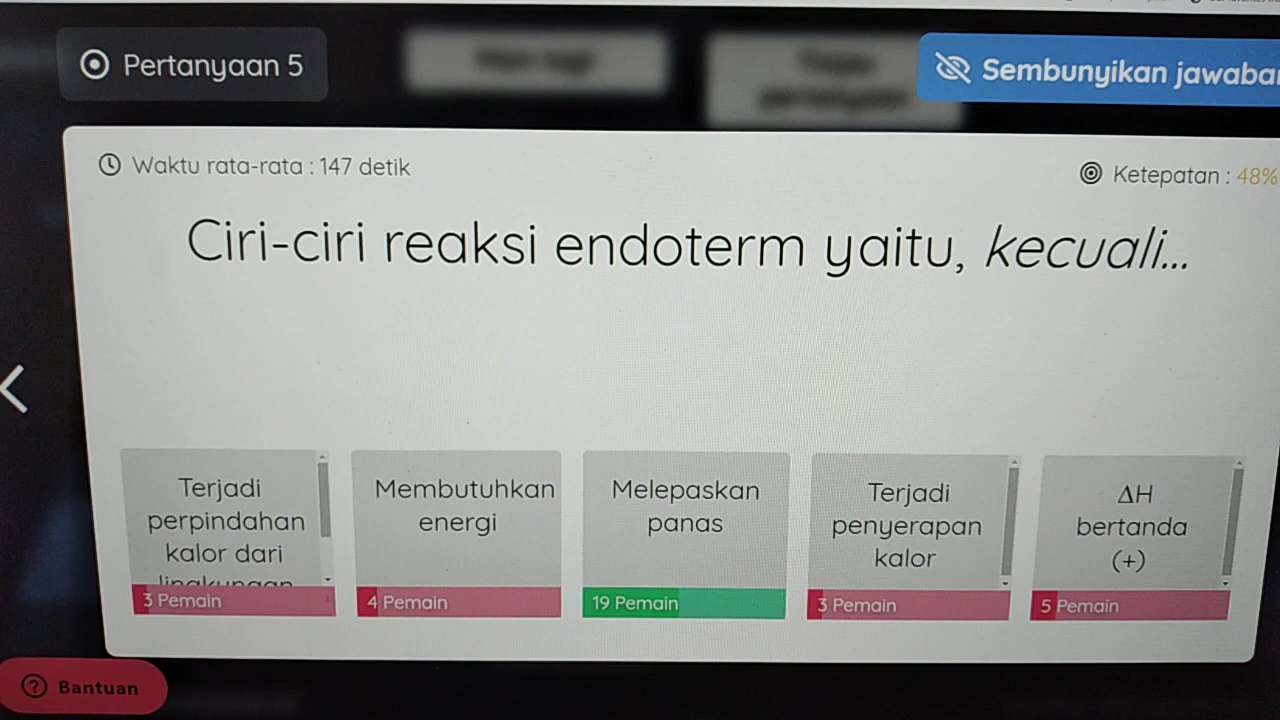 Pertanyaan 5
Sembunyikan jawaba
Waktu rata-rata : 147 detik
Ketepatan : 48%
Ciri-ciri reaksi endoterm yaitu, kecuali...
Terjadi
perpindahan
kalor dari
lingkungan
3 Pemain
Membutuhkan
energi
4 Pemain
Melepaskan
panas
19 Pemain
Terjadi
penyerapan
kalor
3 Pemain
ΔH
bertanda
(+)
5 Pemain
Bantuan